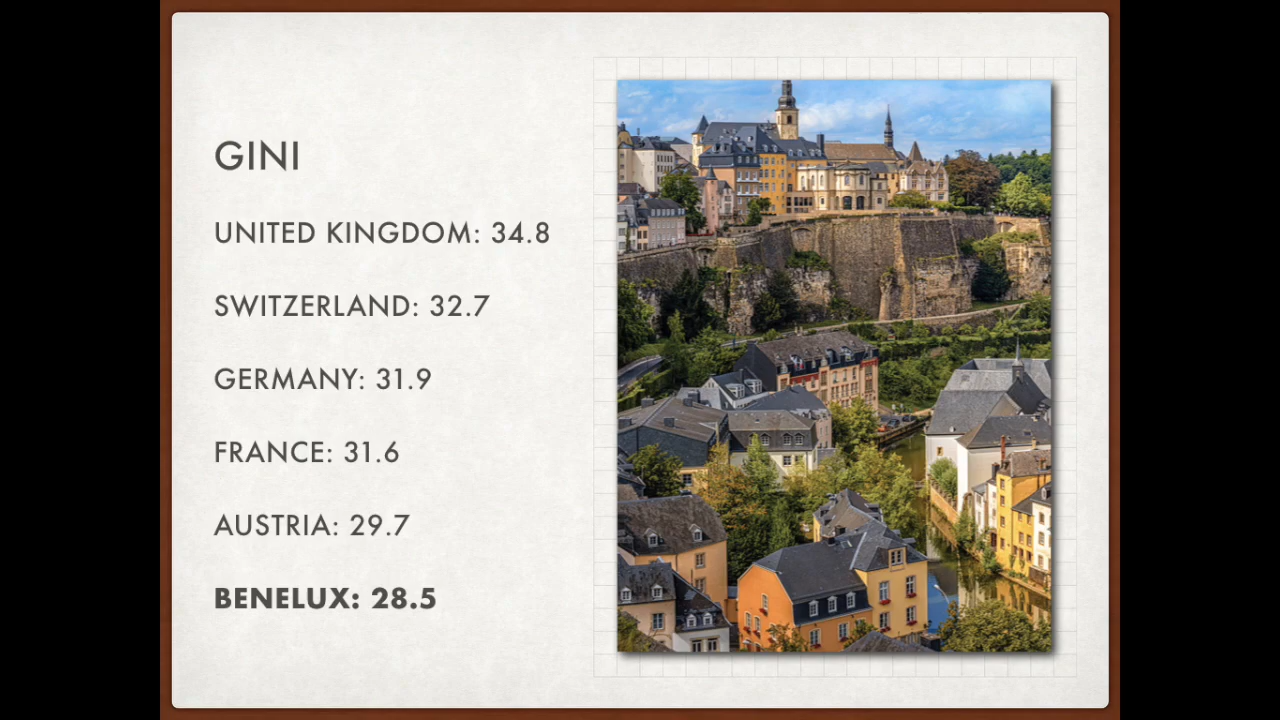 GINI
UNITED KINGDOM: 34.8
SWITZERLAND: 32.7
GERMANY: 31.9
FRANCE: 31.6
AUSTRIA: 29.7
BENELUX: 28.5